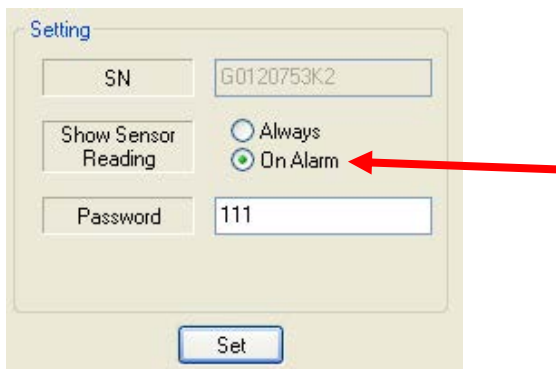 Setting
SN
G0120753K2
Show Sensor
Reading
Always
On Alarm
Password
111
Set